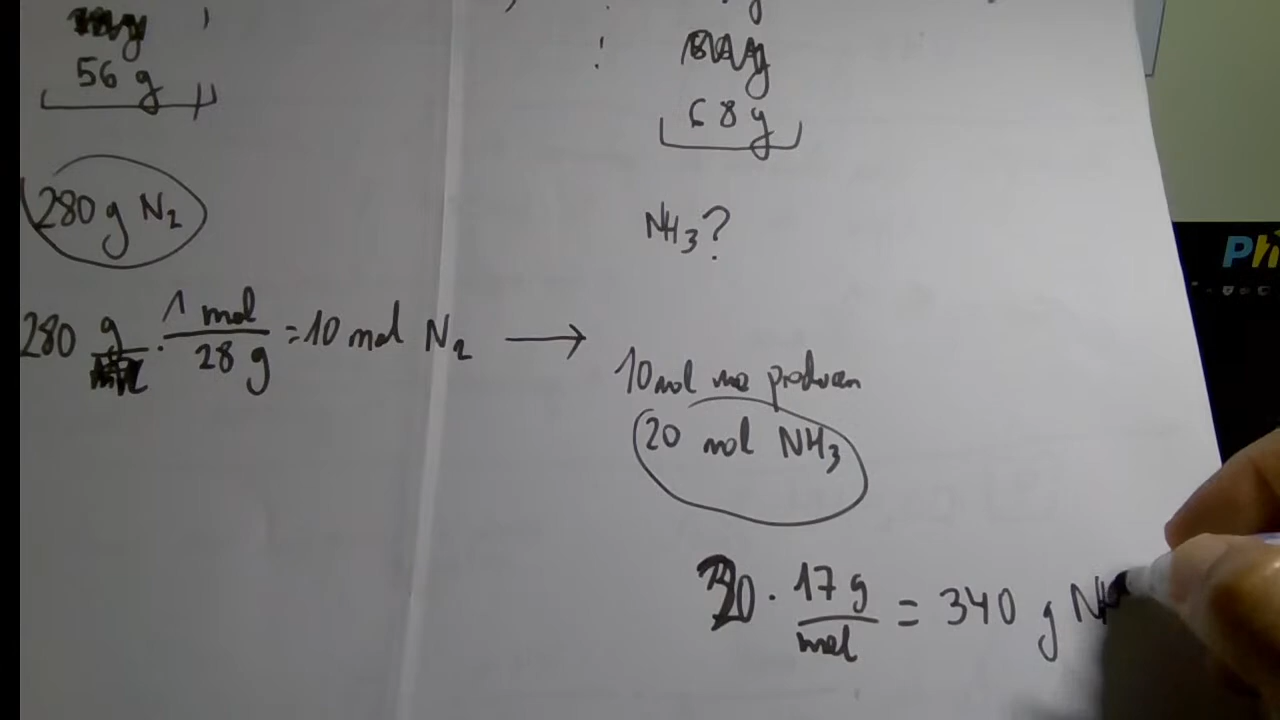 56 g
68 g
280 g N₂
NH₃?
280 g · 1 mol / 28 g = 10 mol N₂ →
10 mol me producen
20 mol NH₃
20 · 17 g / mol = 340 g NH